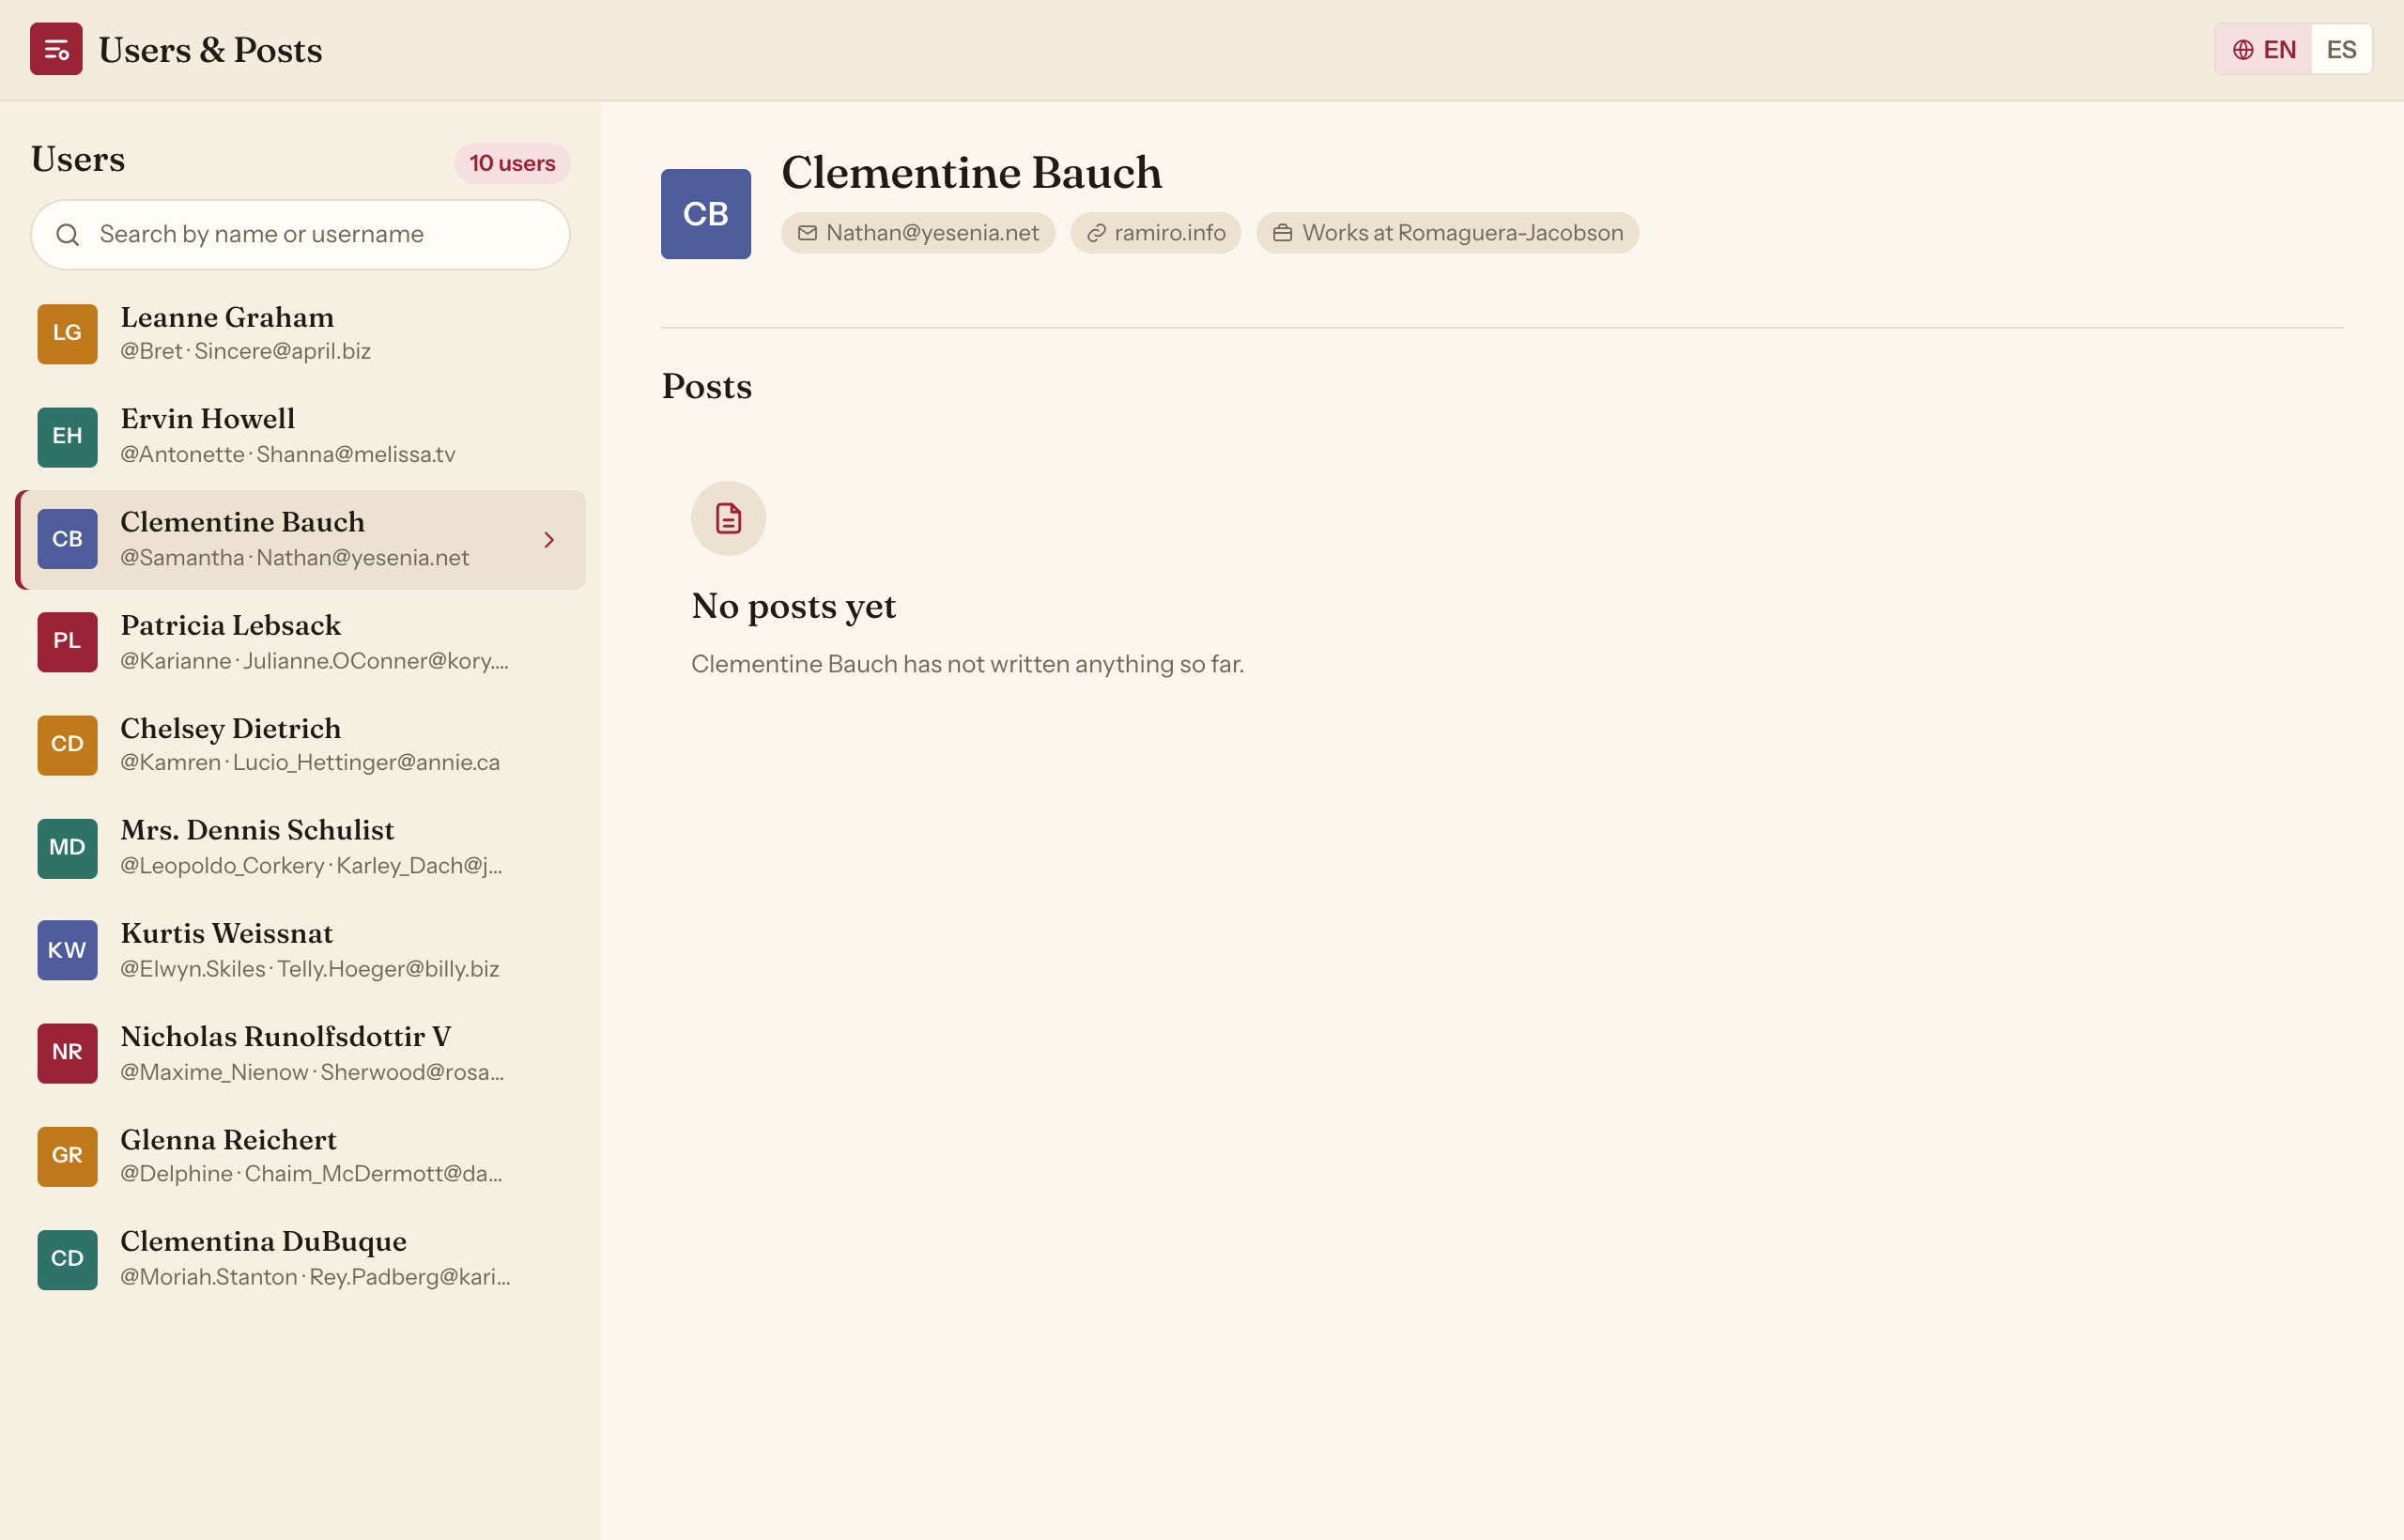 Users & Posts
EN ES
Users
10 users
Search by name or username
LG
Leanne Graham
@Bret · Sincere@april.biz
EH
Ervin Howell
@Antonette · Shanna@melissa.tv
CB
Clementine Bauch
@Samantha · Nathan@yesenia.net
PL
Patricia Lebsack
@Karianne · Julianne.OConner@kory....
CD
Chelsey Dietrich
@Kamren · Lucio_Hettinger@annie.ca
MD
Mrs. Dennis Schulist
@Leopoldo_Corkery · Karley_Dach@j...
KW
Kurtis Weissnat
@Elwyn.Skiles · Telly.Hoeger@billy.biz
NR
Nicholas Runolfsdottir V
@Maxime_Nienow · Sherwood@rosa...
GR
Glenna Reichert
@Delphine · Chaim_McDermott@da...
CD
Clementina DuBuque
@Moriah.Stanton · Rey.Padberg@kari...
CB
Clementine Bauch
Nathan@yesenia.net ramiro.info Works at Romaguera-Jacobson
Posts
No posts yet
Clementine Bauch has not written anything so far.